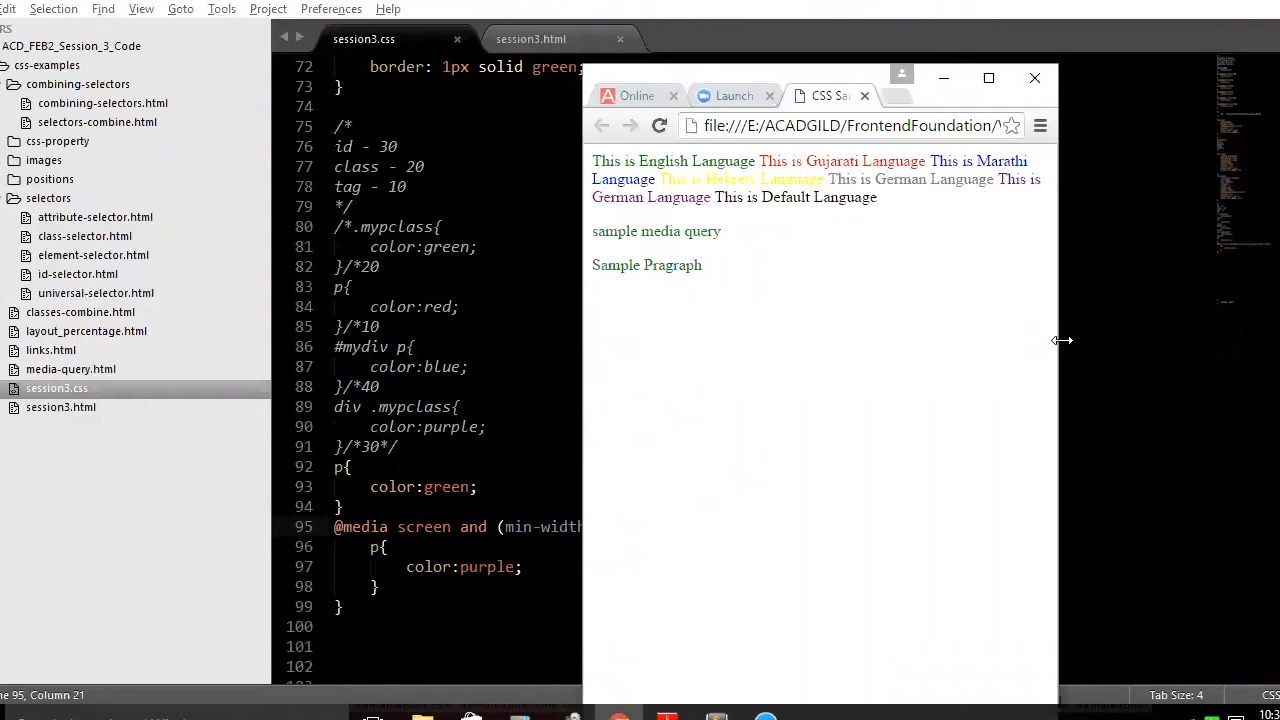 Edit Selection Find View Goto Tools Project Preferences Help
RS
ACD_FEB2_Session_3_Code
css-examples
combining-selectors
combining-selectors.html
selectors-combine.html
css-property
images
position
selector
attribute-selector.html
class-selector.html
element-selector.html
id-selector.html
universal-selector.html
layout_percentage.html
links.html
media-query.html
session3.css
session3.html
session3.css
session3.html
72 border: 1px solid green;
73 }
74
75 /*
76 id - 30
77 class - 20
78 tag - 10
79 */
80 /*.mypclass{
81 color:green;
82 }/*20
83 p{
84 color:red;
85 }/*10
86 #mydiv p{
87 color:blue;
88 }/*40
89 div .mypclass{
90 color:purple;
91 }/*30*/
92 p{
93 color:green;
94 }
95 @media screen and (min-width
96 p{
97 color:purple;
98 }
99 }
100
101
102
Online
Launch
CSS Sa
file:///E:/ACADGILD/FrontendFoundation/
This is English Language This is Gujarati Language This is Marathi
Language This is Hebrew Language This is German Language This is
German Language This is Default Language
sample media query
Sample Pragraph
ne 95, Column 21
Tab Size: 4
CSS
10:3